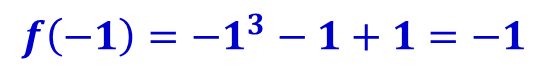 f(−1) = −1³ − 1 + 1 = −1